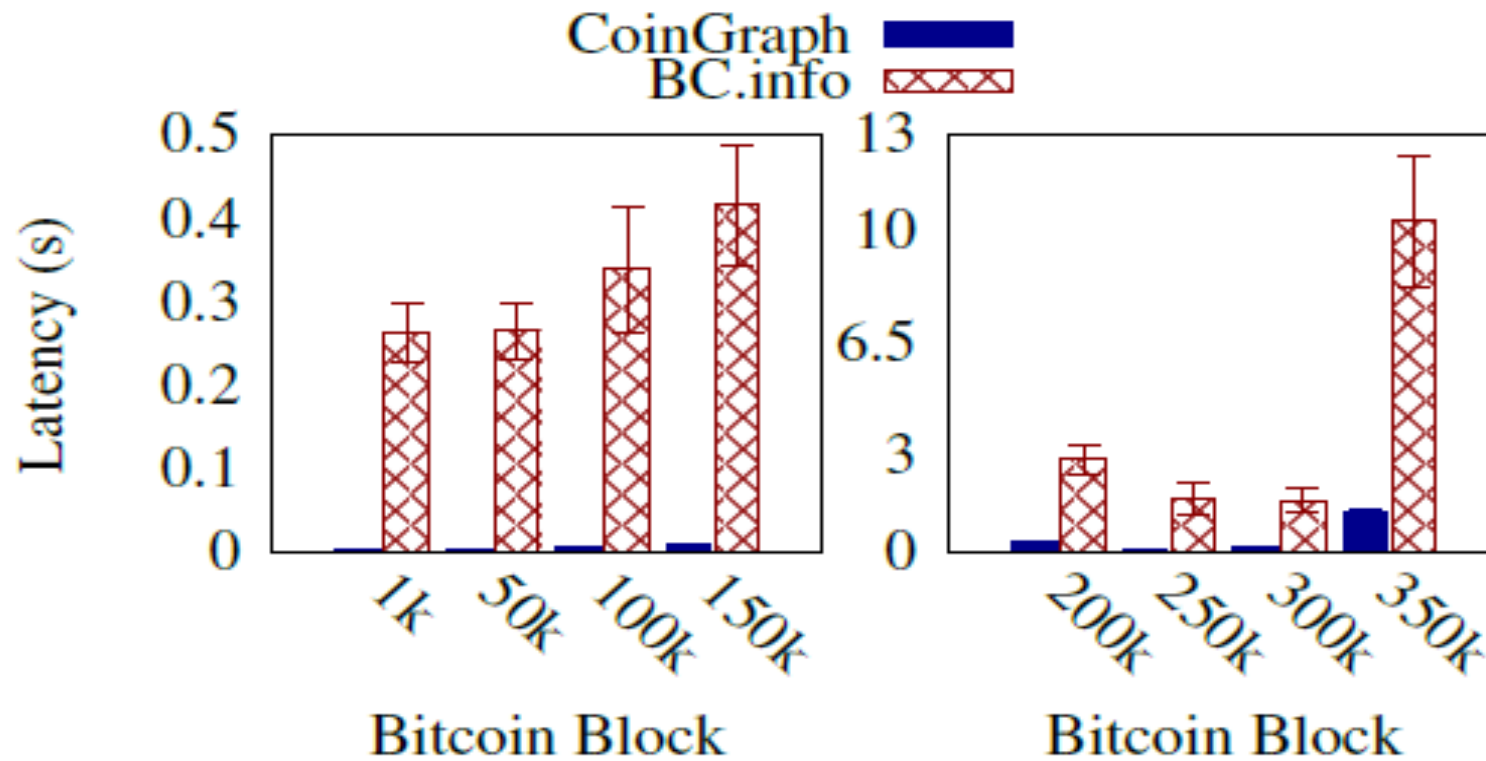 CoinGraph
BC.info
Latency (s)
0.5
0.4
0.3
0.2
0.1
0
1k
50k
100k
150k
Bitcoin Block
13
10
6.5
3
0
200k
250k
300k
350k
Bitcoin Block